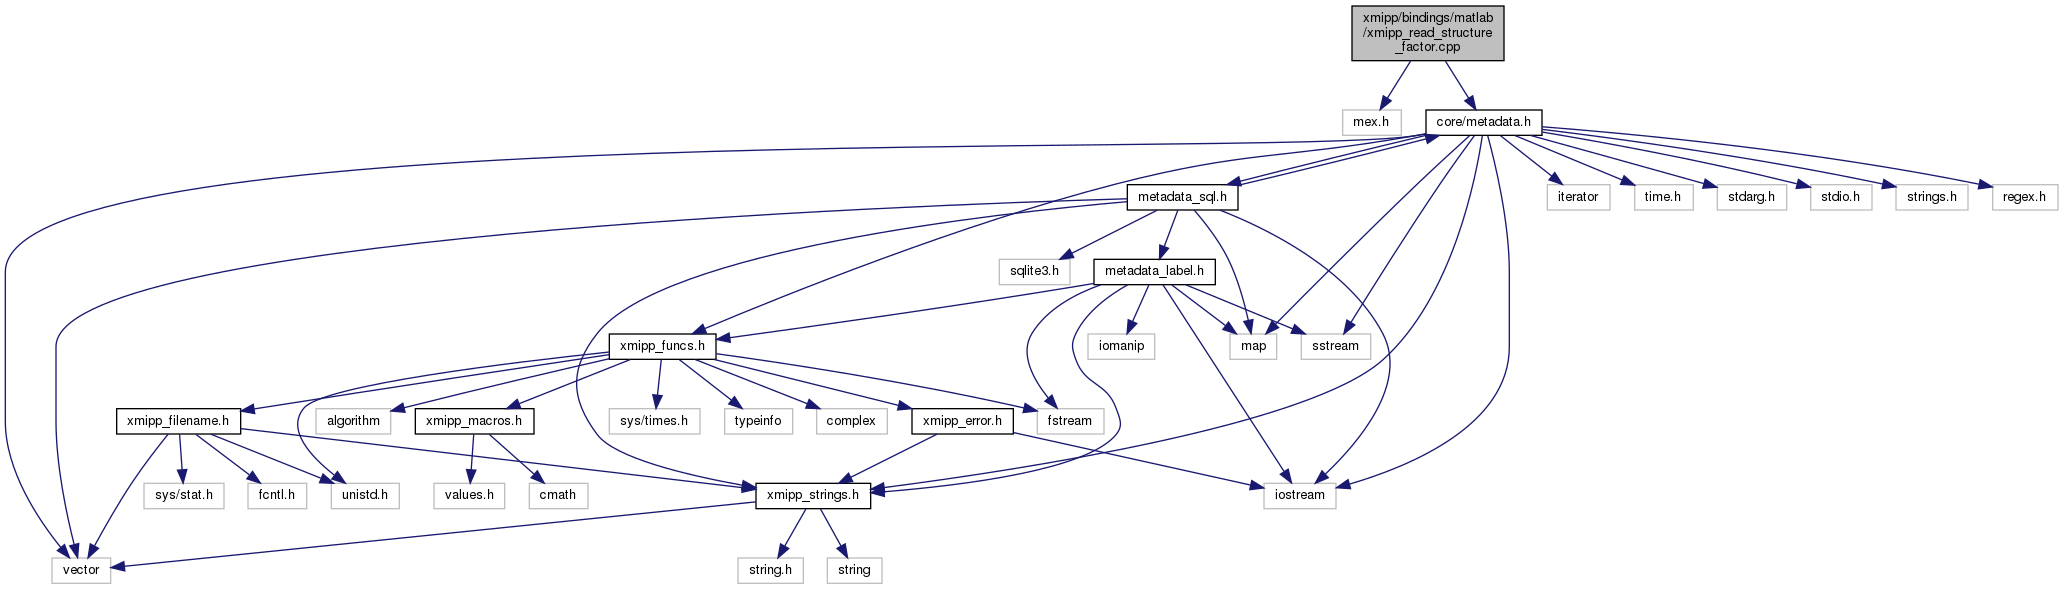 xmipp/bindings/matlab
/xmipp_read_structure
_factor.cpp
mex.h
core/metadata.h
metadata_sql.h
iterator
time.h
stdarg.h
stdio.h
strings.h
regex.h
sqlite3.h
metadata_label.h
xmipp_funcs.h
iomanip
map
sstream
xmipp_filename.h
algorithm
xmipp_macros.h
sys/times.h
typeinfo
complex
xmipp_error.h
fstream
sys/stat.h
fcntl.h
unistd.h
values.h
cmath
xmipp_strings.h
iostream
vector
string.h
string